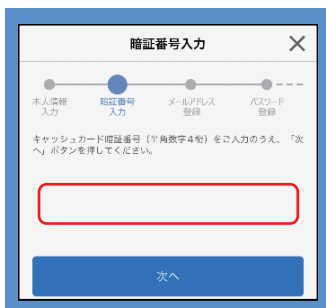 暗証番号入力
本人情報
入力
暗証番号
入力
メールアドレス
登録
パスワード
登録
キャッシュカード暗証番号（半角数字4桁）をご入力のうえ、「次
へ」ボタンを押してください。
次へ